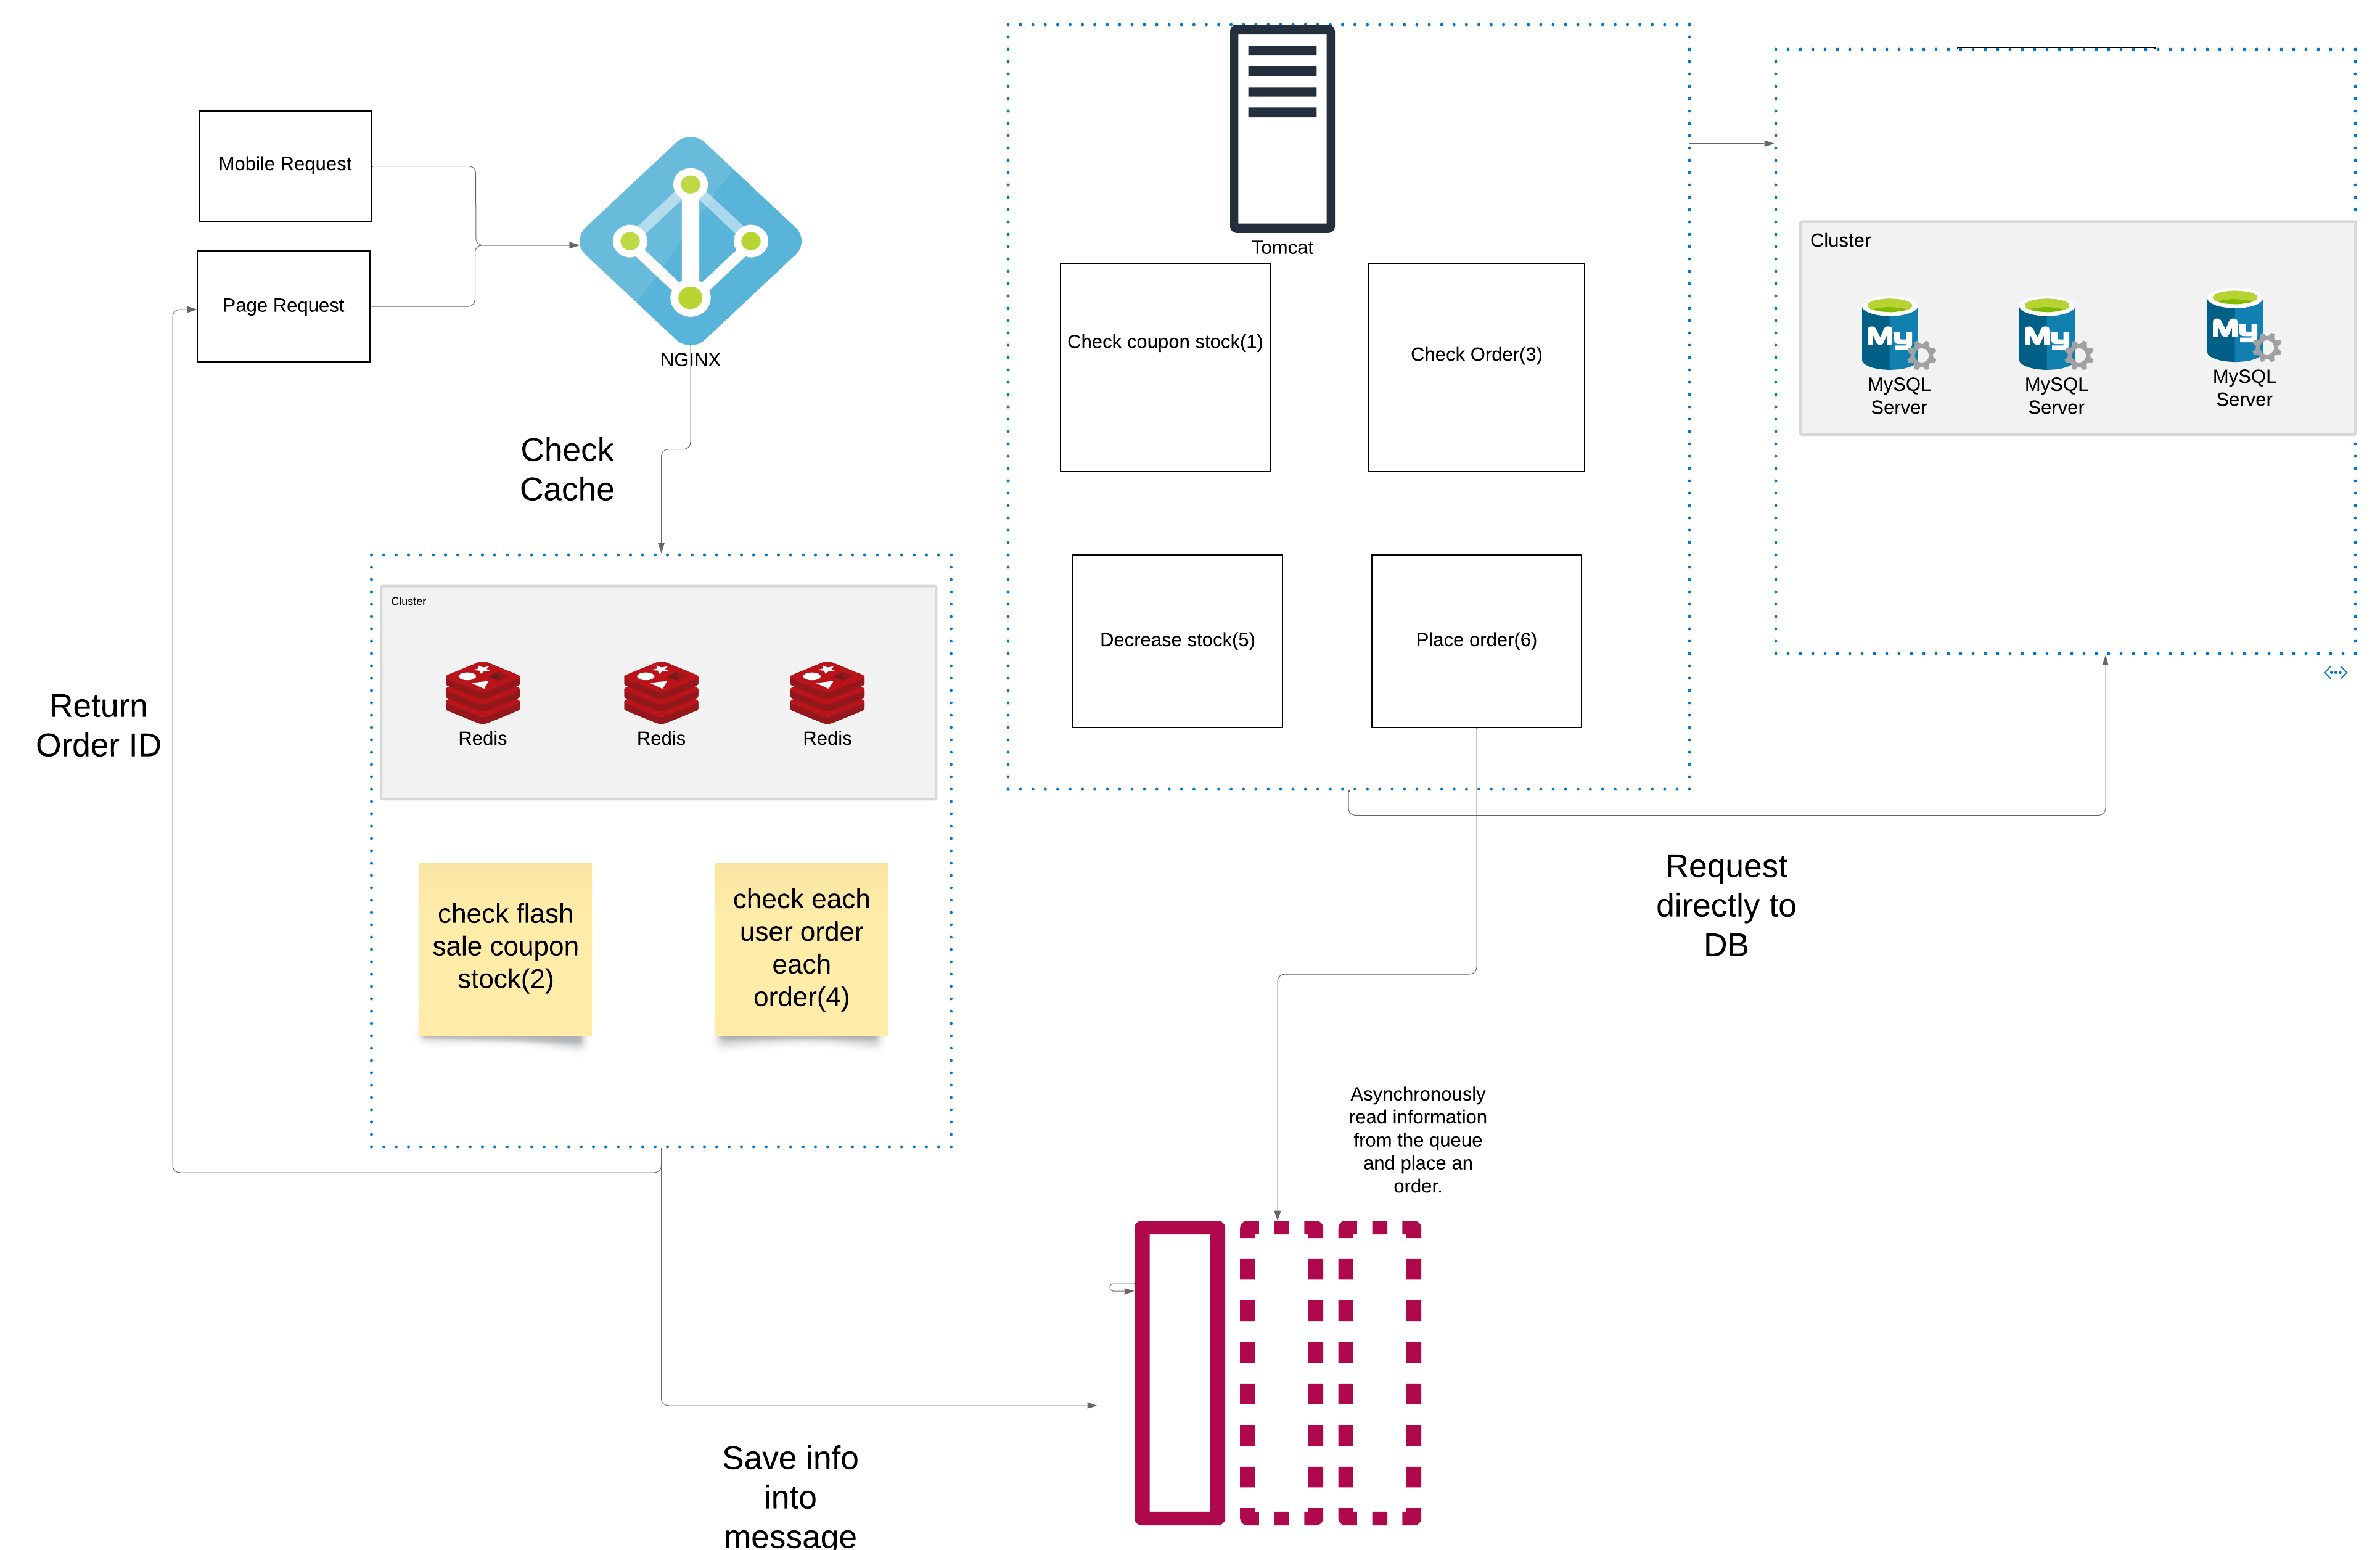 Mobile Request
Page Request
NGINX
Check
Cache
Return
Order ID
Cluster
Redis
Redis
Redis
check flash
sale coupon
stock(2)
check each
user order
each
order(4)
Save info
into
message
Tomcat
Check coupon stock(1)
Check Order(3)
Decrease stock(5)
Place order(6)
Cluster
MySQL
Server
MySQL
Server
MySQL
Server
Request
directly to
DB
Asynchronously
read information
from the queue
and place an
order.